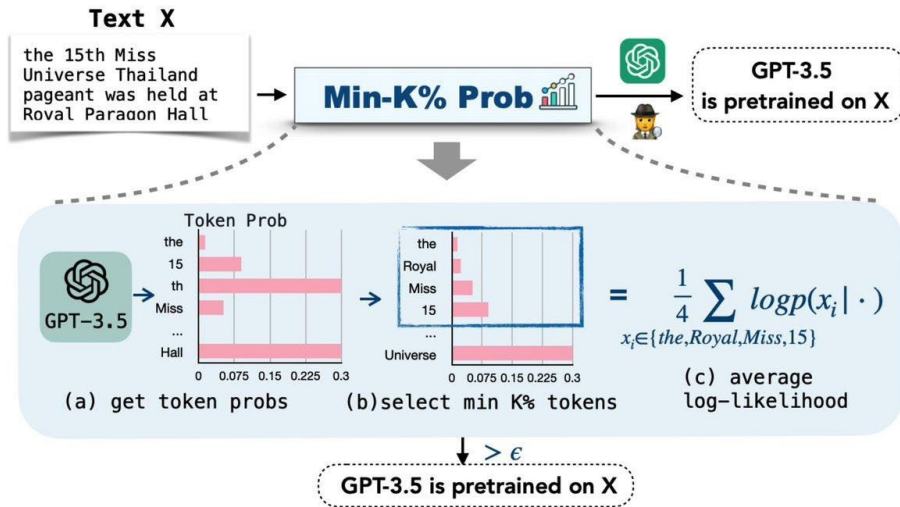 Text X
the 15th Miss
Universe Thailand
pageant was held at
Royal Paragon Hall
Min-K% Prob
GPT-3.5
is pretrained on X
Token Prob
the
15
th
Miss
...
Hall
0 0.075 0.15 0.225 0.3
GPT-3.5
(a) get token probs
the
Royal
Miss
15
...
Universe
0 0.075 0.15 0.225 0.3
(b)select min K% tokens
= 1/4 ∑ logp(xᵢ| · )
xᵢ∈{the,Royal,Miss,15}
(c) average
log-likelihood
> ϵ
GPT-3.5 is pretrained on X